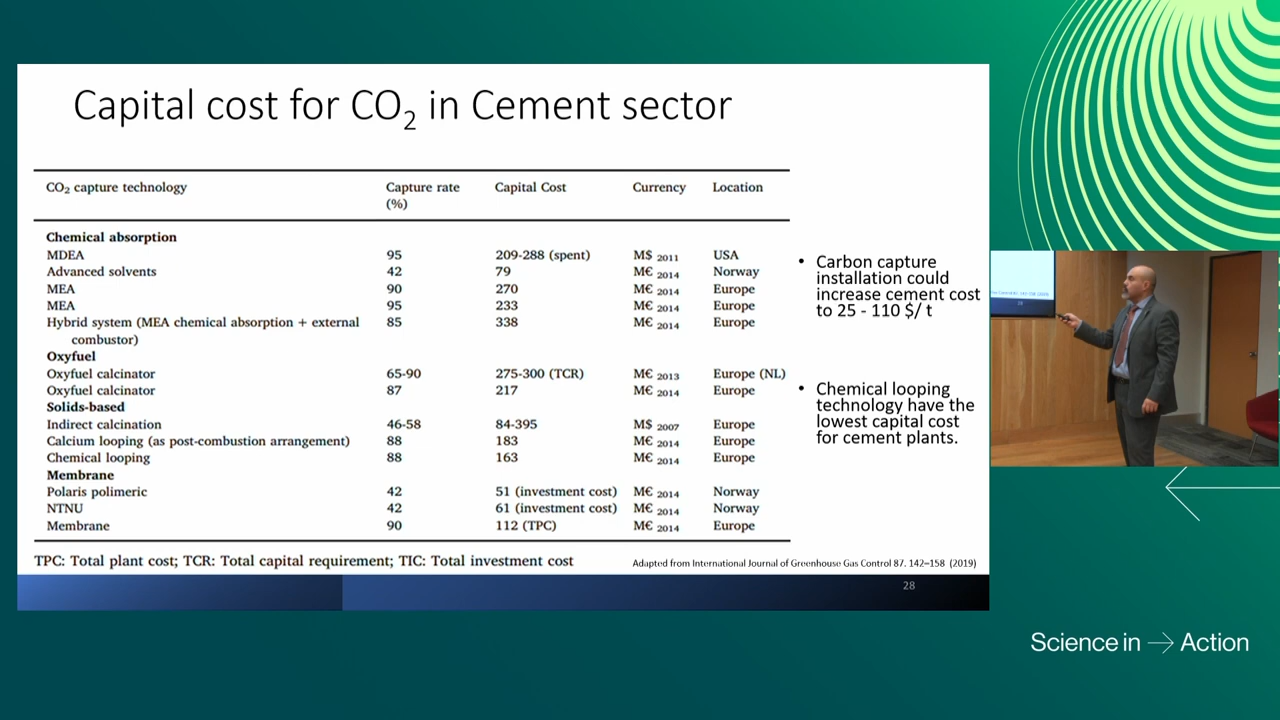 Capital cost for CO2 in Cement sector
CO2 capture technology Capture rate (%) Capital Cost Currency Location
Chemical absorption
MDEA 95 209-288 (spent) M$ 2011 USA
Advanced solvents 42 79 M€ 2014 Norway
MEA 90 270 M€ 2014 Europe
MEA 95 233 M€ 2014 Europe
Hybrid system (MEA chemical absorption + external 85 338 M€ 2014 Europe
combustor)
Oxyfuel
Oxyfuel calcinator 65-90 275-300 (TCR) M€ 2013 Europe (NL)
Oxyfuel calcinator 87 217 M€ 2014 Europe
Solids-based
Indirect calcination 46-58 84-395 M$ 2007 Europe
Calcium looping (as post-combustion arrangement) 88 183 M€ 2014 Europe
Chemical looping 88 163 M€ 2014 Europe
Membrane
Polaris polimeric 42 51 (investment cost) M€ 2014 Norway
NTNU 42 61 (investment cost) M€ 2014 Norway
Membrane 90 112 (TPC) M€ 2014 Europe
TPC: Total plant cost; TCR: Total capital requirement; TIC: Total investment cost
Adapted from International Journal of Greenhouse Gas Control 87. 142–158 (2019)
• Carbon capture
installation could
increase cement cost
to 25 - 110 $/ t
• Chemical looping
technology have the
lowest capital cost
for cement plants.
28
Science in → Action